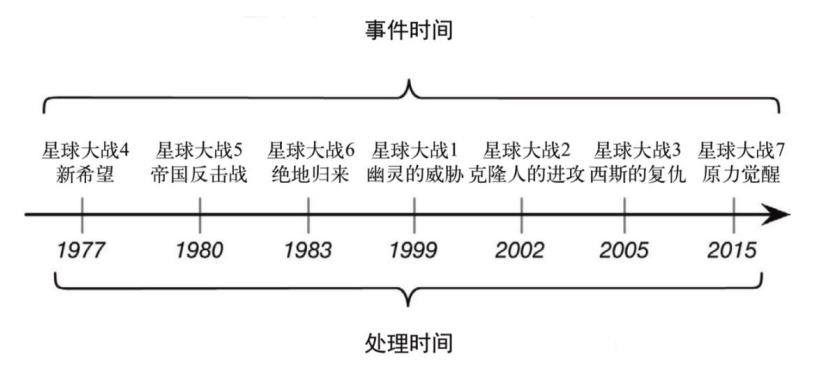 事件时间
星球大战4 星球大战5 星球大战6 星球大战1 星球大战2 星球大战3 星球大战7
新希望 帝国反击战 绝地归来 幽灵的威胁 克隆人的进攻 西斯的复仇 原力觉醒
1977 1980 1983 1999 2002 2005 2015
处理时间